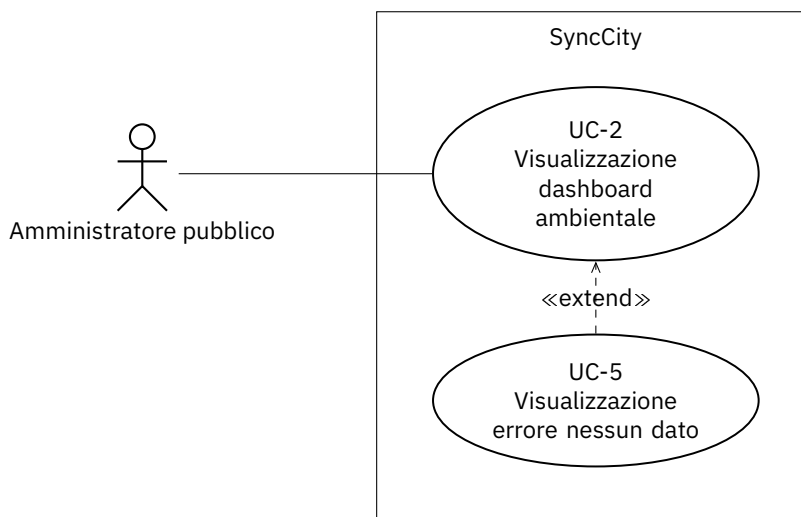 SyncCity
UC-2
Visualizzazione
dashboard
ambientale
Amministratore pubblico
≪extend≫
UC-5
Visualizzazione
errore nessun dato